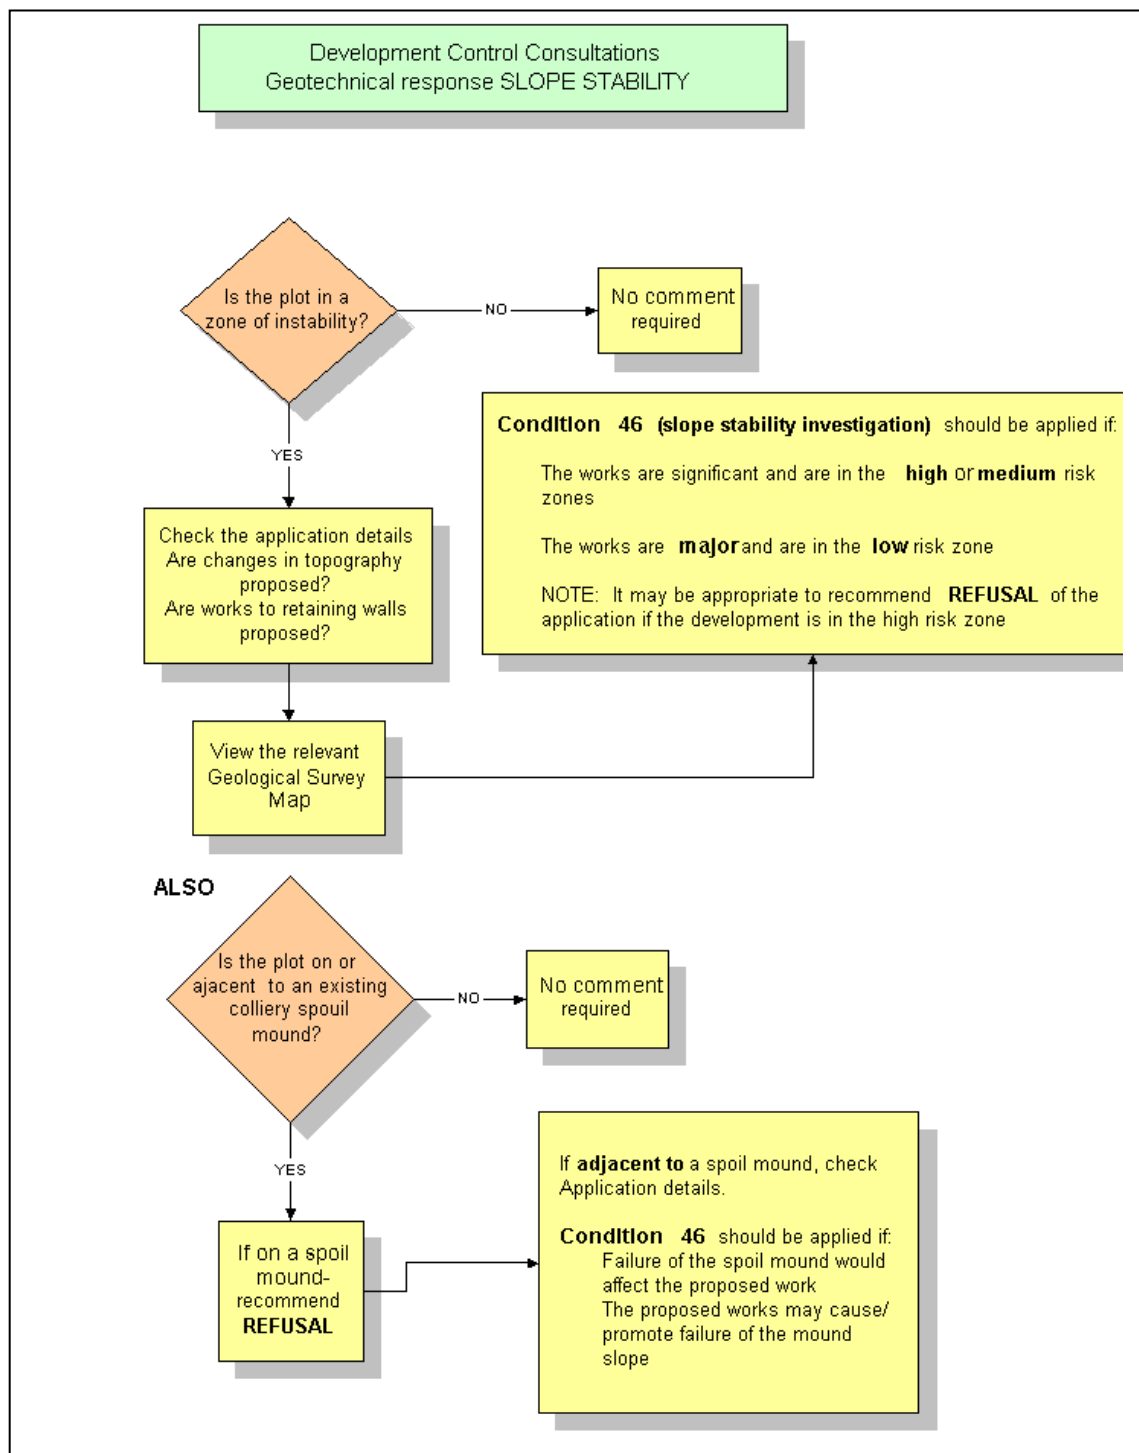 Development Control Consultations
Geotechnical response SLOPE STABILITY
Is the plot in a
zone of instability?
NO
No comment
required
YES
Check the application details
Are changes in topography
proposed?
Are works to retaining walls
proposed?
Condition 46 (slope stability investigation) should be applied if:
The works are significant and are in the high or medium risk
zones
The works are major and are in the low risk zone
NOTE: It may be appropriate to recommend REFUSAL of the
application if the development is in the high risk zone
View the relevant
Geological Survey
Map
ALSO
Is the plot on or
ajacent to an existing
colliery spouil
mound?
NO
No comment
required
YES
If on a spoil
mound-
recommend
REFUSAL
If adjacent to a spoil mound, check
Application details.
Condition 46 should be applied if:
Failure of the spoil mound would
affect the proposed work
The proposed works may cause/
promote failure of the mound
slope